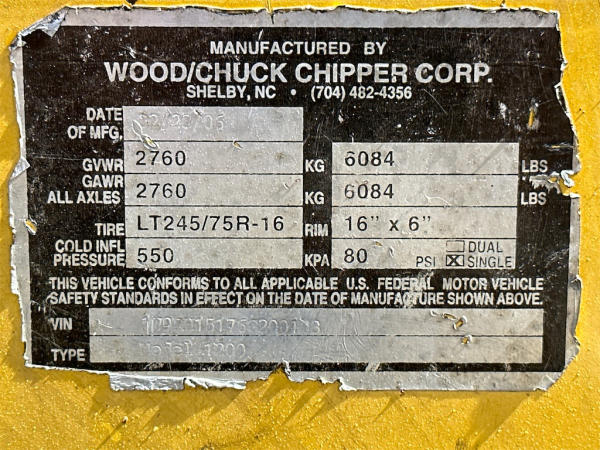 MANUFACTURED BY
WOOD/CHUCK CHIPPER CORP.
SHELBY, NC • (704) 482-4356
DATE OF MFG.
GVWR 2760 KG 6084 LBS
GAWR ALL AXLES 2760 KG 6084 LBS
TIRE LT245/75R-16 RIM 16" x 6"
COLD INFL PRESSURE 550 KPA 80 PSI DUAL
SINGLE
THIS VEHICLE CONFORMS TO ALL APPLICABLE U.S. FEDERAL MOTOR VEHICLE
SAFETY STANDARDS IN EFFECT ON THE DATE OF MANUFACTURE SHOWN ABOVE.
VIN
TYPE Model 1200